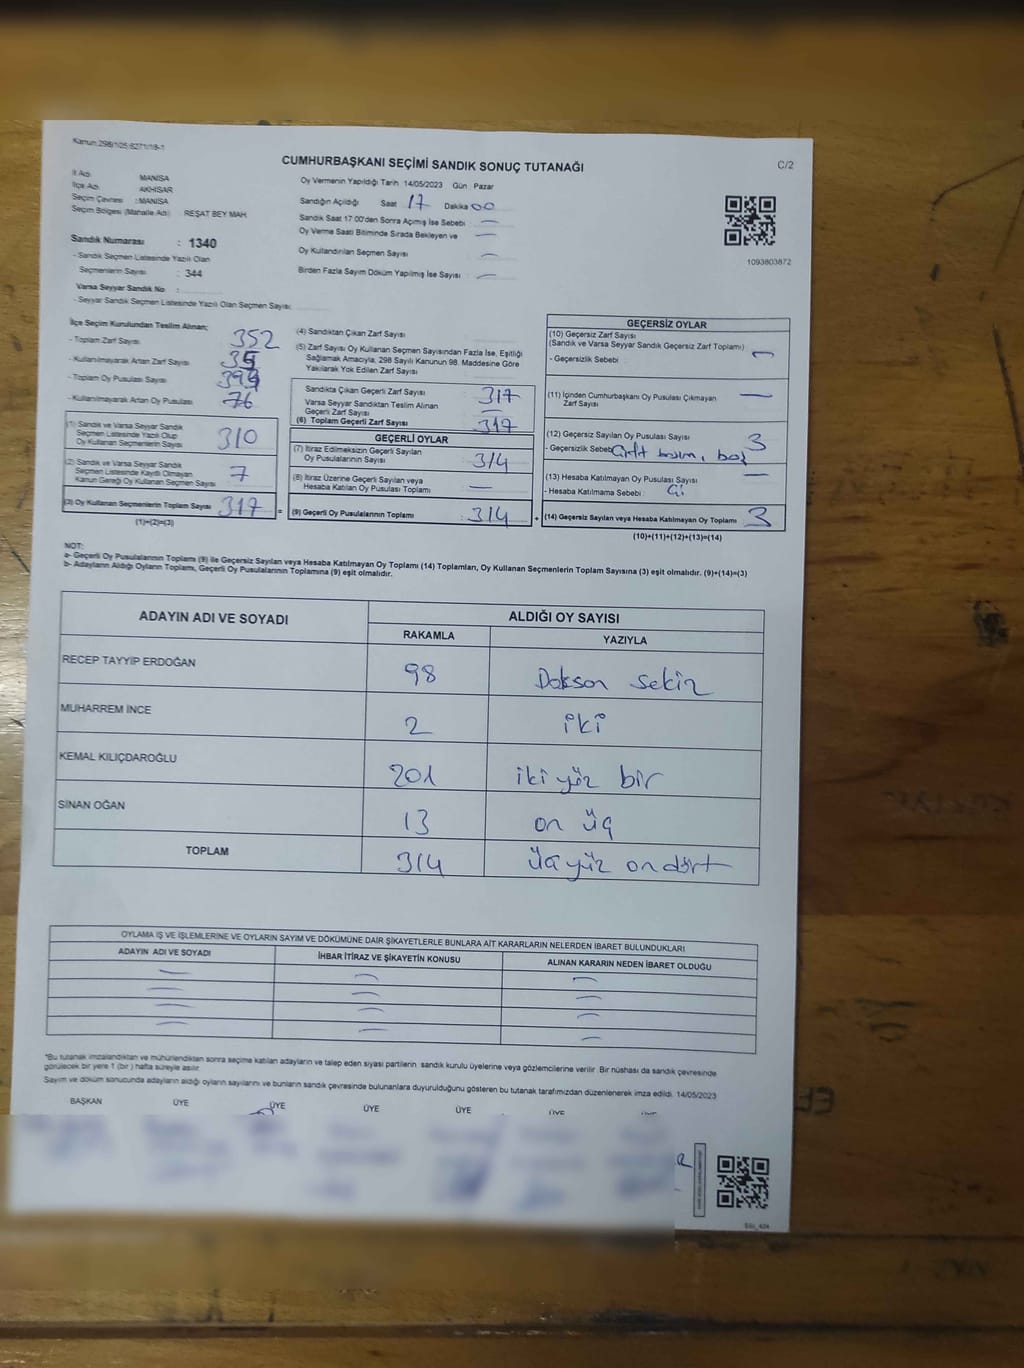 Kanun:298/105;6271/18-1
CUMHURBAŞKANI SEÇİMİ SANDIK SONUÇ TUTANAĞI
C/2
İl Adı : MANİSA
İlçe Adı : AKHİSAR
Seçim Çevresi : MANİSA
Seçim Bölgesi (Mahalle Adı) : REŞAT BEY MAH.
Oy Vermenin Yapıldığı Tarih 14/05/2023 Gün Pazar
Sandığın Açıldığı Saat 17 Dakika 00
Sandık Saat 17:00'den Sonra Açılmış İse Sebebi : —
Oy Verme Saati Bitiminde Sırada Bekleyen ve —
Oy Kullandırılan Seçmen Sayısı —
Birden Fazla Sayım Döküm Yapılmış İse Sayısı : —
1093803872
Sandık Numarası : 1340
- Sandık Seçmen Listesinde Yazılı Olan
Seçmenlerin Sayısı : 344
Varsa Seyyar Sandık No :
- Seyyar Sandık Seçmen Listesinde Yazılı Olan Seçmen Sayısı:
İlçe Seçim Kurulundan Teslim Alınan;
- Toplam Zarf Sayısı 352
- Kullanılmayarak Artan Zarf Sayısı 35
- Toplam Oy Pusulası Sayısı
- Kullanılmayarak Artan Oy Pusulası 76
(1) Sandık ve Varsa Seyyar Sandık
Seçmen Listesinde Yazılı Olup
Oy Kullanan Seçmenlerin Sayısı 310
(2) Sandık ve Varsa Seyyar Sandık
Seçmen Listesinde Kayıtlı Olmayan
Kanun Gereği Oy Kullanan Seçmen Sayısı 7
(3) Oy Kullanan Seçmenlerin Toplam Sayısı 317 =
(1)+(2)=(3)
(4) Sandıktan Çıkan Zarf Sayısı
(5) Zarf Sayısı Oy Kullanan Seçmen Sayısından Fazla İse, Eşitliği
Sağlamak Amacıyla, 298 Sayılı Kanunun 98. Maddesine Göre
Yakılarak Yok Edilen Zarf Sayısı
Sandıkta Çıkan Geçerli Zarf Sayısı : 317
Varsa Seyyar Sandıktan Teslim Alınan
Geçerli Zarf Sayısı : —
(6) Toplam Geçerli Zarf Sayısı : 317
GEÇERLİ OYLAR
(7) İtiraz Edilmeksizin Geçerli Sayılan
Oy Pusulalarının Sayısı : 314
(8) İtiraz Üzerine Geçerli Sayılan veya
Hesaba Katılan Oy Pusulası Toplamı : —
(9) Geçerli Oy Pusulalarının Toplamı : 314 +
GEÇERSİZ OYLAR
(10) Geçersiz Zarf Sayısı
(Sandık ve Varsa Seyyar Sandık Geçersiz Zarf Toplamı) —
- Geçersizlik Sebebi :
(11) İçinden Cumhurbaşkanı Oy Pusulası Çıkmayan —
Zarf Sayısı
(12) Geçersiz Sayılan Oy Pusulası Sayısı 3
- Geçersizlik Sebebi Çift basım, boş
(13) Hesaba Katılmayan Oy Pusulası Sayısı —
- Hesaba Katılmama Sebebi :
(14) Geçersiz Sayılan veya Hesaba Katılmayan Oy Toplamı : 3
(10)+(11)+(12)+(13)=(14)
NOT:
a- Geçerli Oy Pusulalarının Toplamı (9) ile Geçersiz Sayılan veya Hesaba Katılmayan Oy Toplamı (14) Toplamları, Oy Kullanan Seçmenlerin Toplam Sayısına (3) eşit olmalıdır. (9)+(14)=(3)
b- Adayların Aldığı Oyların Toplamı, Geçerli Oy Pusulalarının Toplamına (9) eşit olmalıdır.
ADAYIN ADI VE SOYADI ALDIĞI OY SAYISI
RAKAMLA YAZIYLA
RECEP TAYYİP ERDOĞAN 98 Dokson sekiz
MUHARREM İNCE 2 iki
KEMAL KILIÇDAROĞLU 201 iki yüz bir
SİNAN OĞAN 13 on üç
TOPLAM 314 üçyüz ondört
OYLAMA İŞ VE İŞLEMLERİNE VE OYLARIN SAYIM VE DÖKÜMÜNE DAİR ŞİKAYETLERLE BUNLARA AİT KARARLARIN NELERDEN İBARET BULUNDUKLARI
ADAYIN ADI VE SOYADI İHBAR İTİRAZ VE ŞİKAYETİN KONUSU ALINAN KARARIN NEDEN İBARET OLDUĞU
— — —
— — —
— — —
— — —
*Bu tutanak imzalandıktan ve mühürlendikten sonra seçime katılan adayların ve talep eden siyasi partilerin sandık kurulu üyelerine veya gözlemcilerine verilir. Bir nüshası da sandık çevresinde
görülecek bir yere 1 (bir) hafta süreyle asılır.
Sayım ve döküm sonucunda adayların aldığı oyların sayılarını ve bunların sandık çevresinde bulunanlara duyurulduğunu gösteren bu tutanak tarafımızdan düzenlenerek imza edildi. 14/05/2023
BAŞKAN ÜYE ÜYE ÜYE ÜYE ÜYE ÜYE